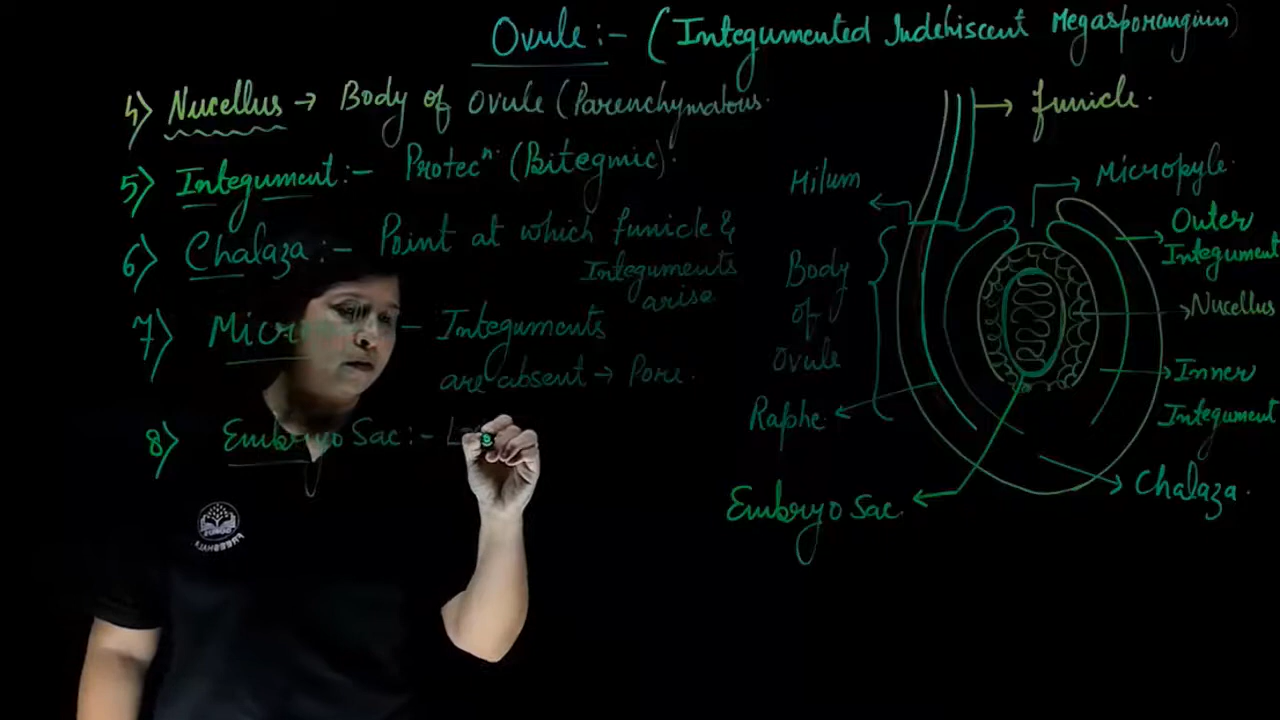 Ovule :- (Integumented Indehiscent Megasporangium)
4) Nucellus → Body of Ovule (Parenchymatous.
5) Integument :- Protecⁿ. (Bitegmic).
6) Chalaza :- Point at which funicle &
Integuments
arise
7) – Integuments
are absent → Pore.
8) Embryo Sac :-
funicle.
Hilum
Micropyle.
Outer
Integument
Body
of
Ovule
Nucellus
Inner
Integument
Raphe.
Chalaza.
Embryo Sac.